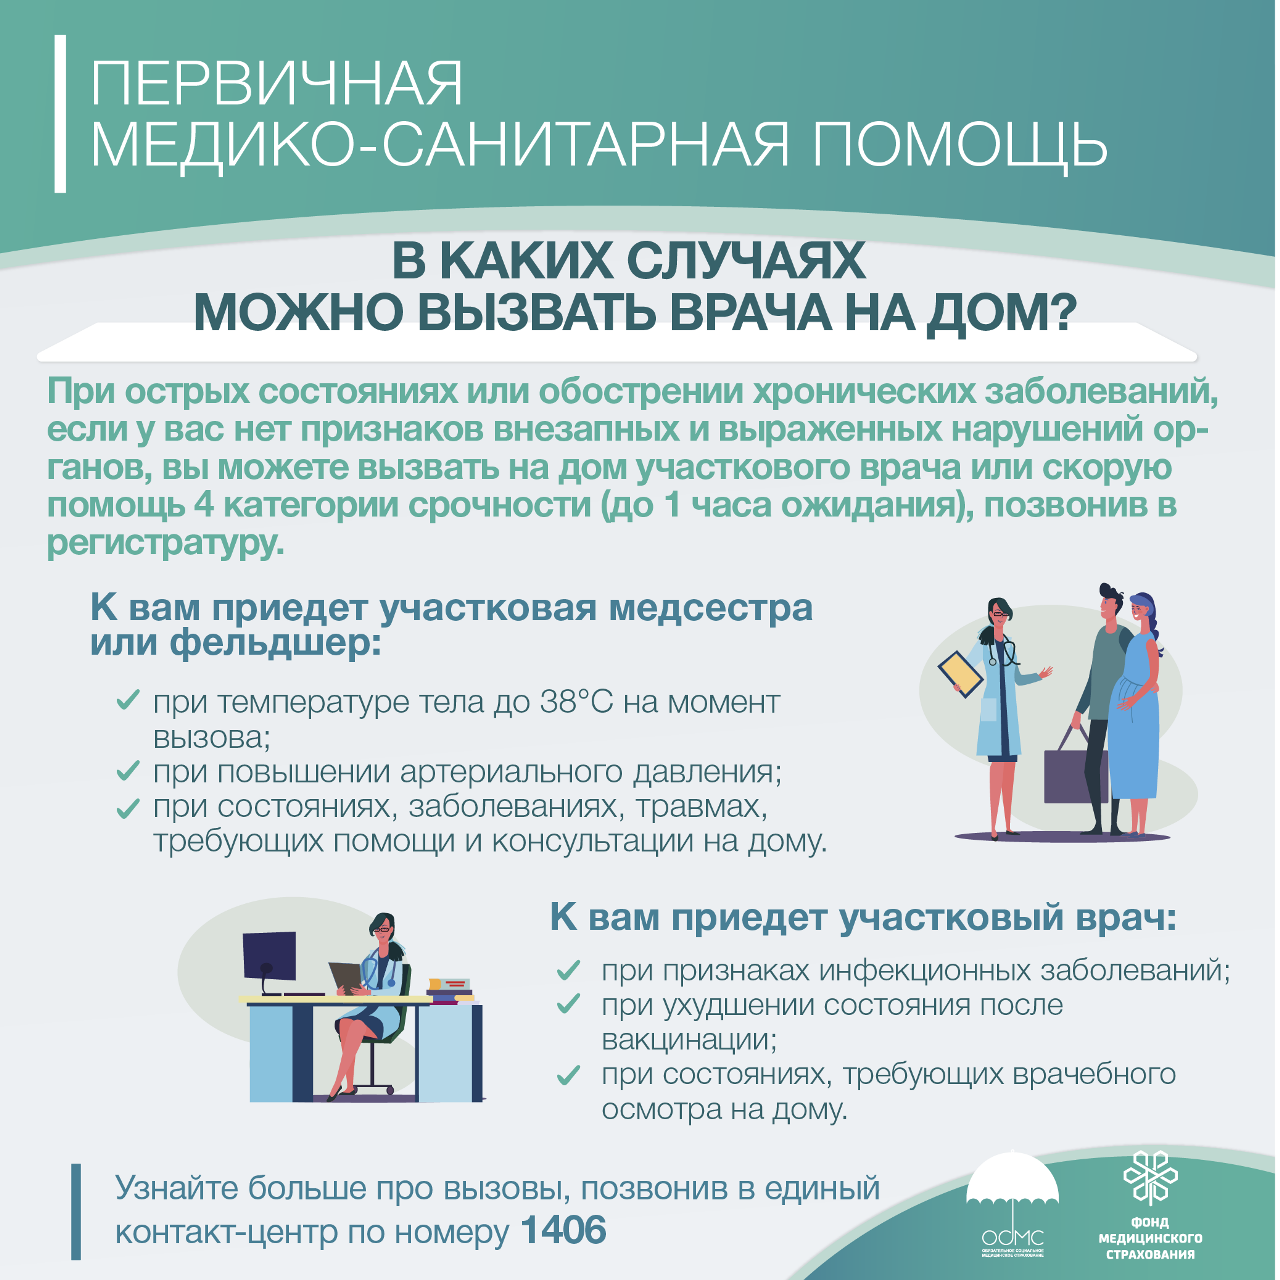 ПЕРВИЧНАЯ
МЕДИКО-САНИТАРНАЯ ПОМОЩЬ
В КАКИХ СЛУЧАЯХ
МОЖНО ВЫЗВАТЬ ВРАЧА НА ДОМ?
При острых состояниях или обострении хронических заболеваний,
если у вас нет признаков внезапных и выраженных нарушений ор-
ганов, вы можете вызвать на дом участкового врача или скорую
помощь 4 категории срочности (до 1 часа ожидания), позвонив в
регистратуру.
К вам приедет участковая медсестра
или фельдшер:
при температуре тела до 38°С на момент
вызова;
при повышении артериального давления;
при состояниях, заболеваниях, травмах,
требующих помощи и консультации на дому.
К вам приедет участковый врач:
при признаках инфекционных заболеваний;
при ухудшении состояния после
вакцинации;
при состояниях, требующих врачебного
осмотра на дому.
Узнайте больше про вызовы, позвонив в единый
контакт-центр по номеру 1406
осмс
ОБЯЗАТЕЛЬНОЕ СОЦИАЛЬНОЕ
МЕДИЦИНСКОЕ СТРАХОВАНИЕ
ФОНД
МЕДИЦИНСКОГО
СТРАХОВАНИЯ